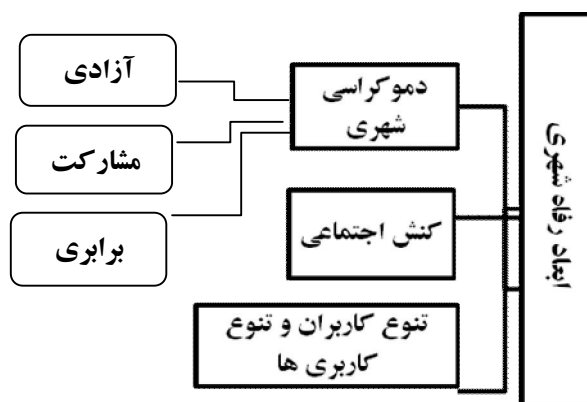 ابعاد رفاه شهری
دموکراسی
شهری
آزادی
مشارکت
برابری
کنش اجتماعی
تنوع کاربران و تنوع
کاربری ها